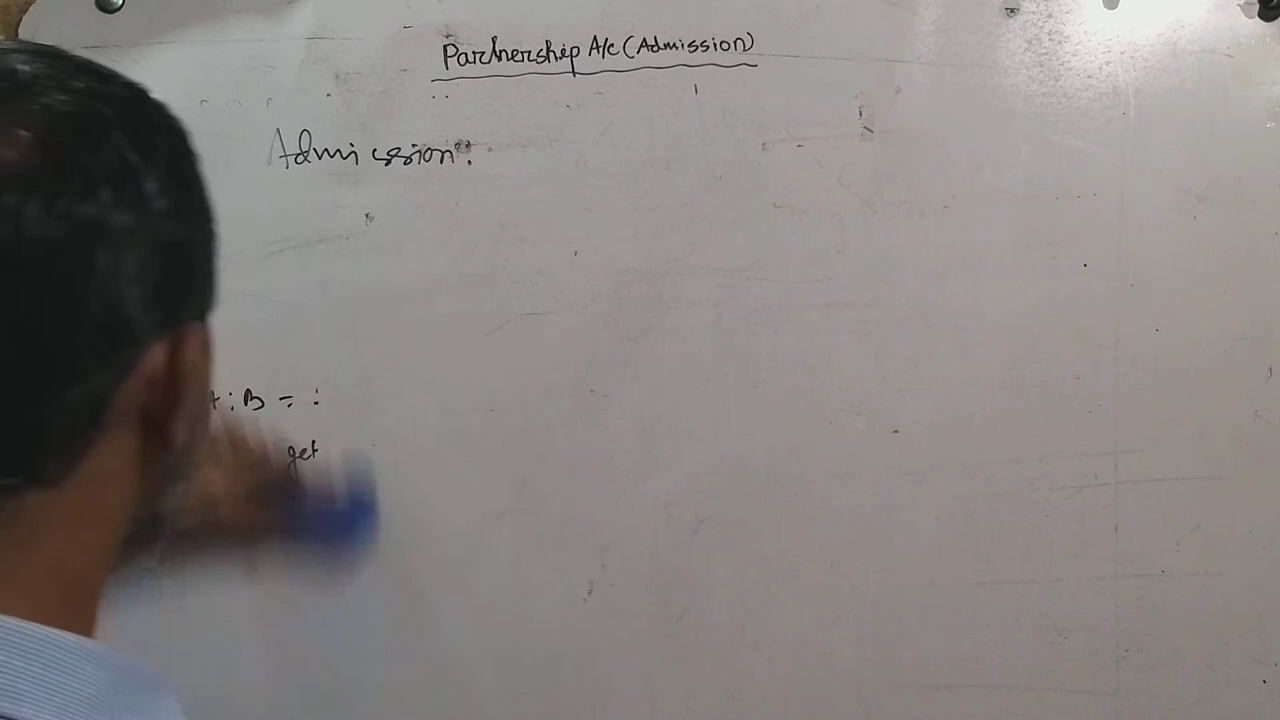 Partnership A/c (Admission)
Admission:
: B = :
get